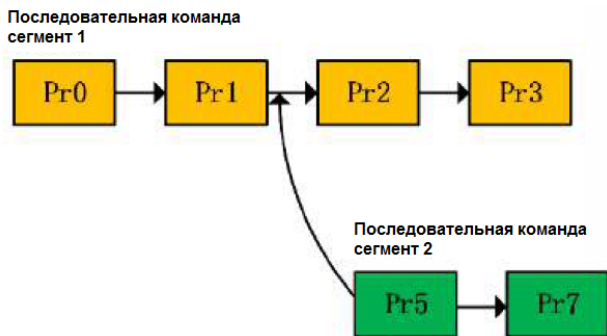 Последовательная команда
сегмент 1
Pr0
Pr1
Pr2
Pr3
Последовательная команда
сегмент 2
Pr5
Pr7